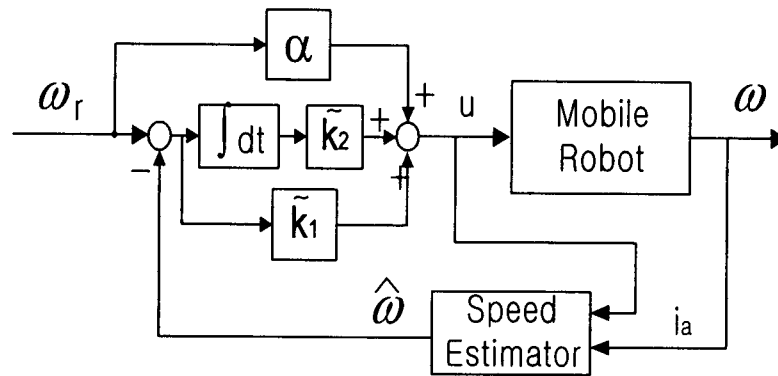 α
ω_r
∫ dt
k̃₂
k̃₁
+
+
+
−
u
Mobile
Robot
ω
ω̂
Speed
Estimator
i_a